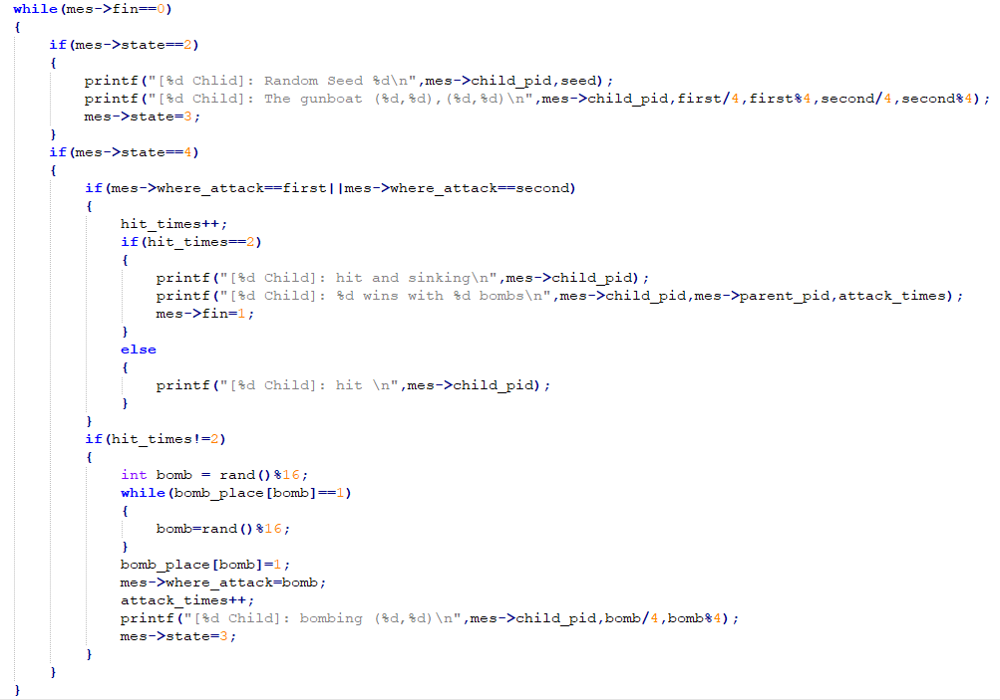 while(mes->fin==0)
{
    if(mes->state==2)
    {
        printf("[%d Chlid]: Random Seed %d\n",mes->child_pid,seed);
        printf("[%d Child]: The gunboat (%d,%d),(%d,%d)\n",mes->child_pid,first/4,first%4,second/4,second%4);
        mes->state=3;
    }
    if(mes->state==4)
    {
        if(mes->where_attack==first||mes->where_attack==second)
        {
            hit_times++;
            if(hit_times==2)
            {
                printf("[%d Child]: hit and sinking\n",mes->child_pid);
                printf("[%d Child]: %d wins with %d bombs\n",mes->child_pid,mes->parent_pid,attack_times);
                mes->fin=1;
            }
            else
            {
                printf("[%d Child]: hit \n",mes->child_pid);
            }
        }
        if(hit_times!=2)
        {
            int bomb = rand()%16;
            while(bomb_place[bomb]==1)
            {
                bomb=rand()%16;
            }
            bomb_place[bomb]=1;
            mes->where_attack=bomb;
            attack_times++;
            printf("[%d Child]: bombing (%d,%d)\n",mes->child_pid,bomb/4,bomb%4);
            mes->state=3;
        }
    }
}